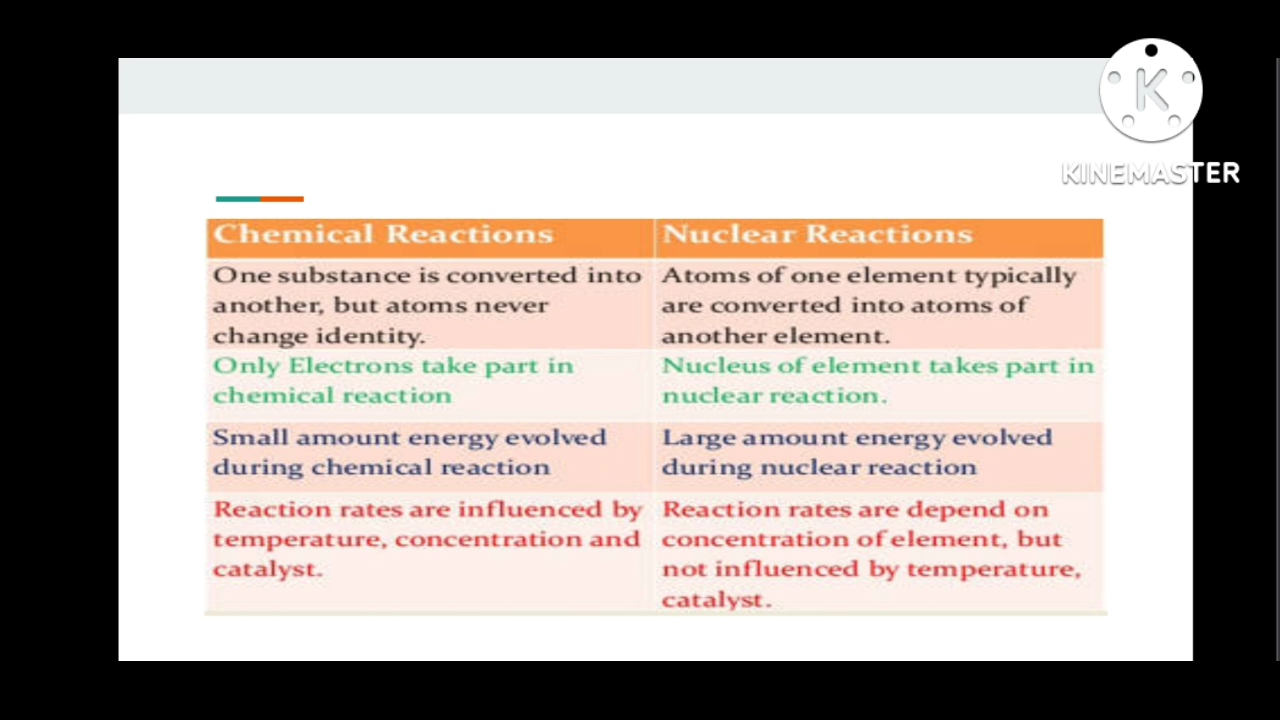 K
KINEMASTER
Chemical Reactions
Nuclear Reactions
One substance is converted into
another, but atoms never
change identity.
Atoms of one element typically
are converted into atoms of
another element.
Only Electrons take part in
chemical reaction
Nucleus of element takes part in
nuclear reaction.
Small amount energy evolved
during chemical reaction
Large amount energy evolved
during nuclear reaction
Reaction rates are influenced by
temperature, concentration and
catalyst.
Reaction rates are depend on
concentration of element, but
not influenced by temperature,
catalyst.